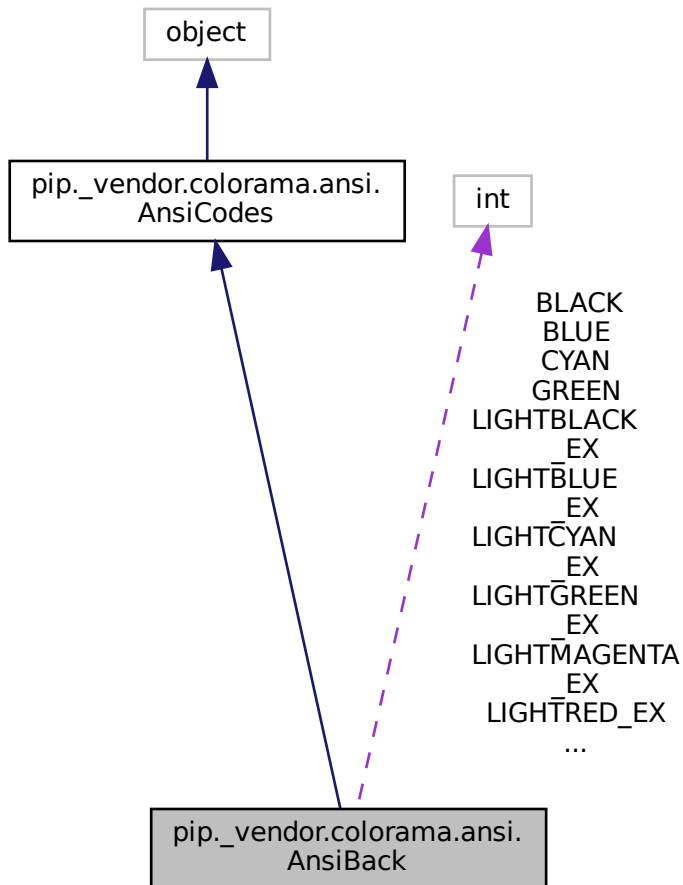 object
pip._vendor.colorama.ansi.
AnsiCodes
int
BLACK
BLUE
CYAN
GREEN
LIGHTBLACK
_EX
LIGHTBLUE
_EX
LIGHTCYAN
_EX
LIGHTGREEN
_EX
LIGHTMAGENTA
_EX
LIGHTRED_EX
...
pip._vendor.colorama.ansi.
AnsiBack